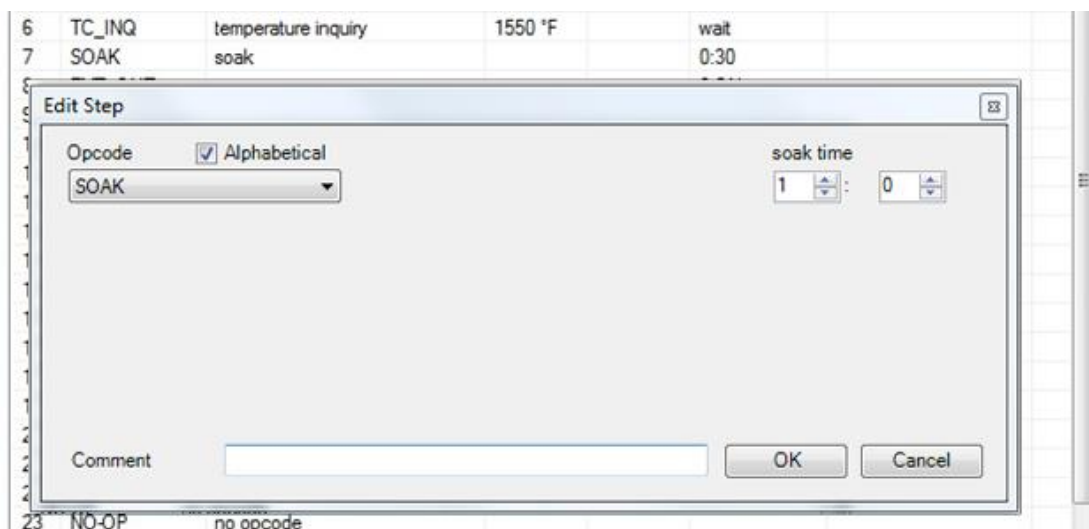 6 TC_INQ temperature inquiry 1550 °F wait
7 SOAK soak 0:30
Edit Step
Opcode Alphabetical soak time
SOAK 1 : 0
Comment OK Cancel
23 NO-OP no opcode